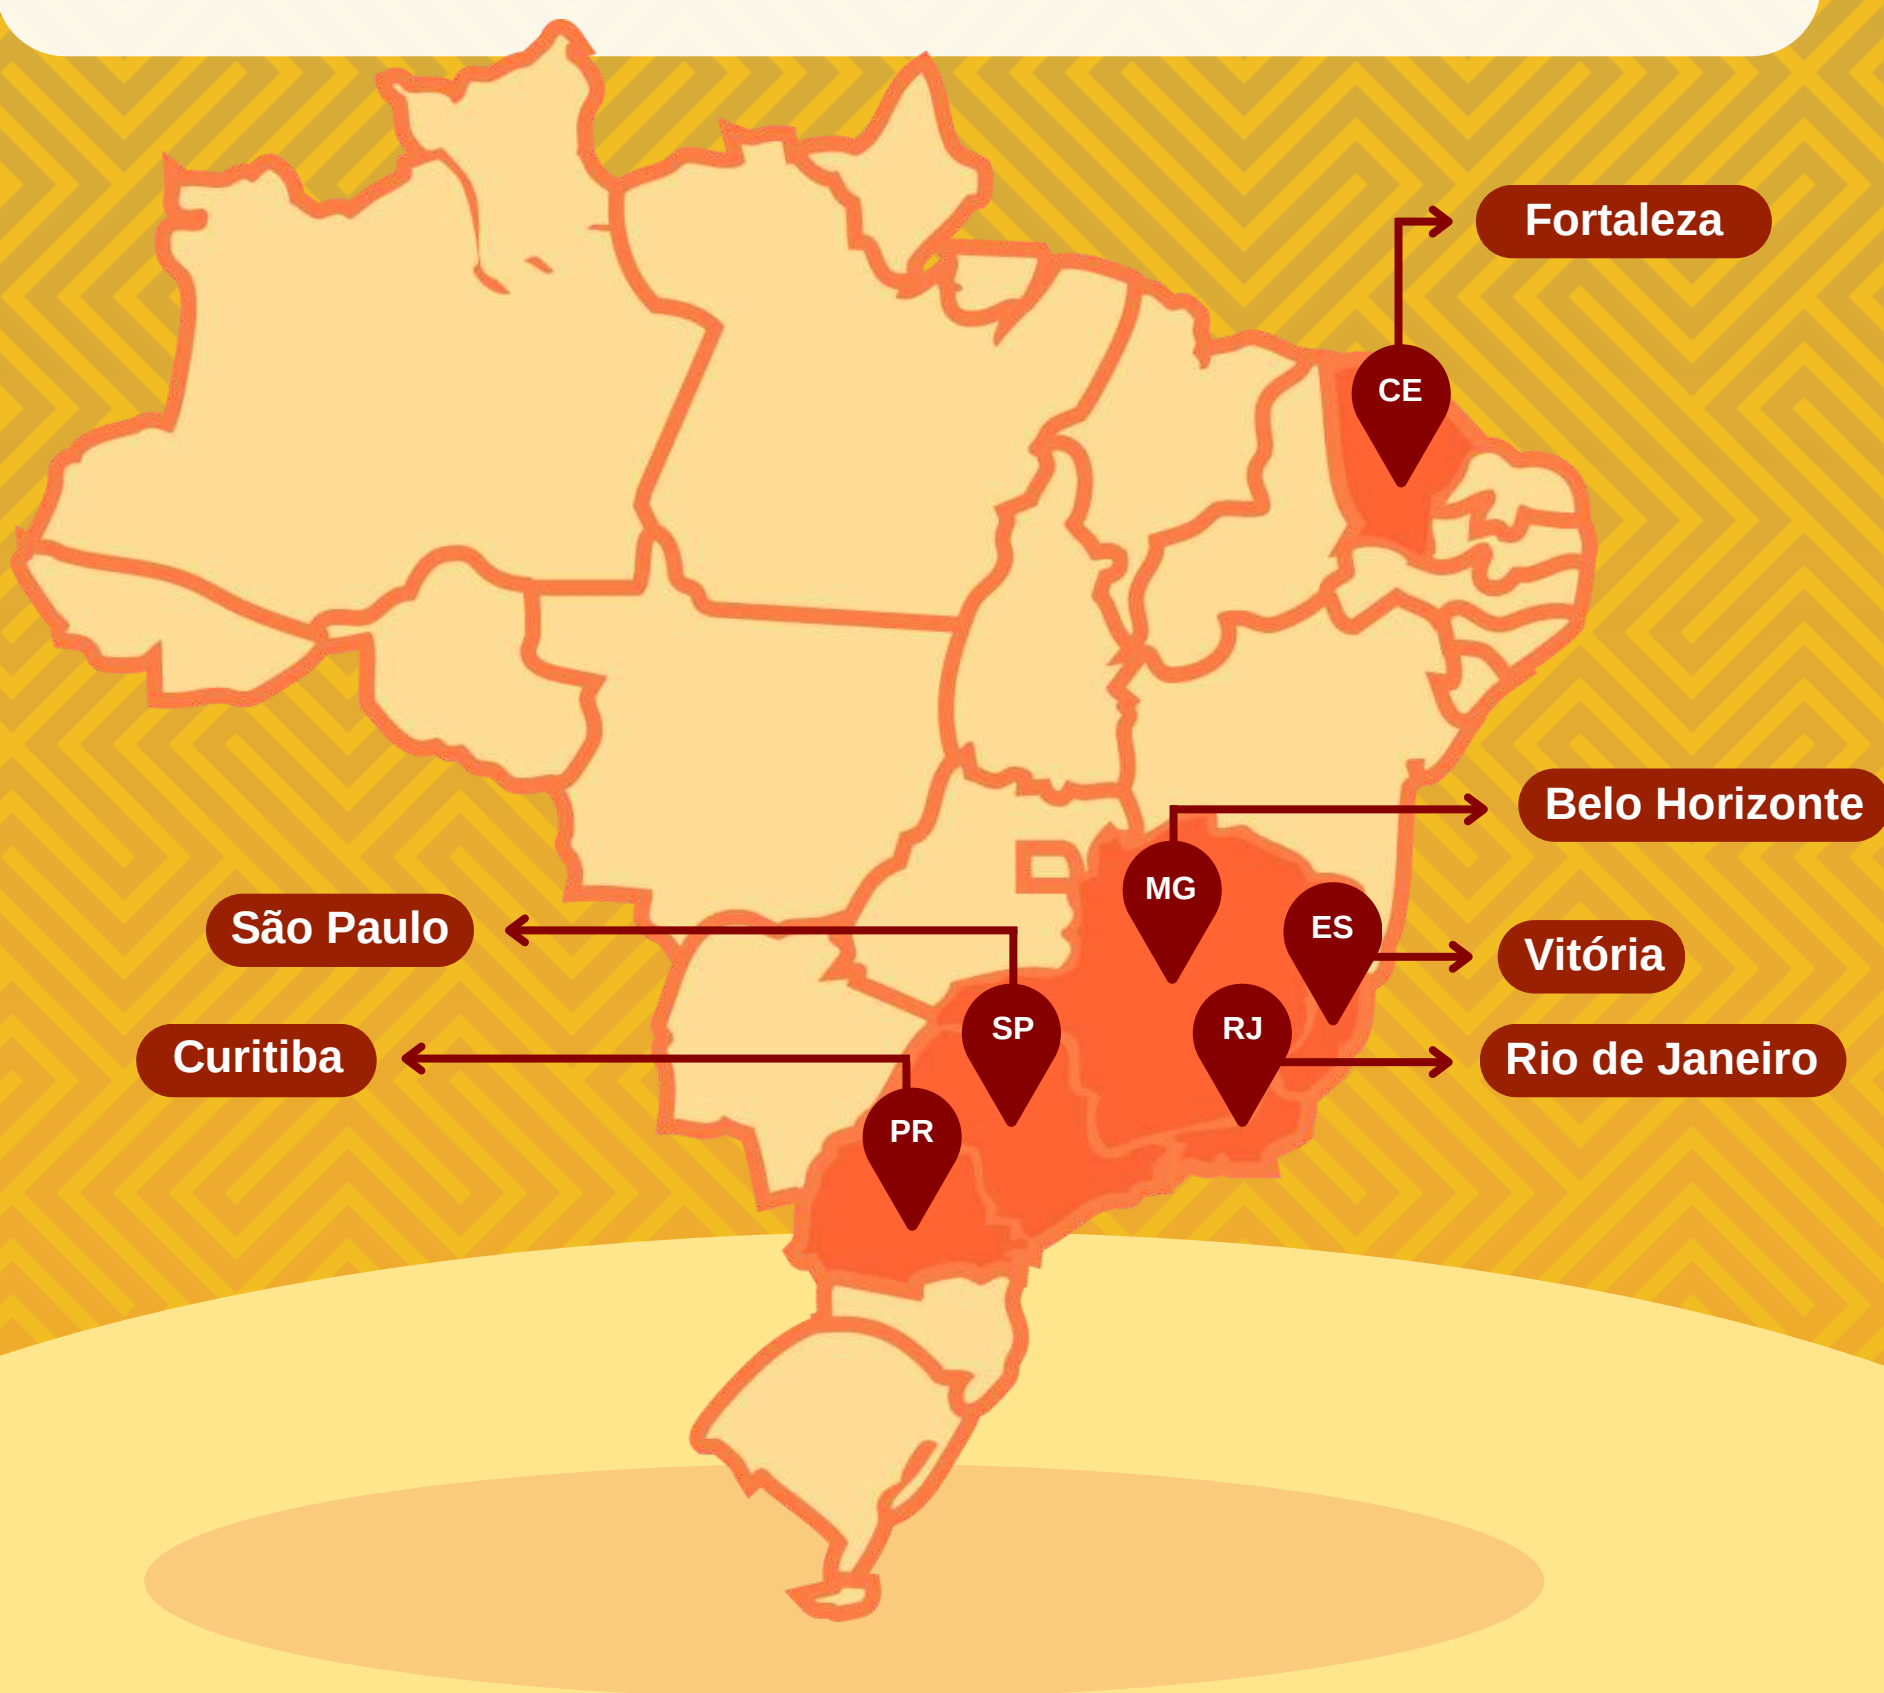 Fortaleza
CE
Belo Horizonte
MG
São Paulo
ES
Vitória
SP
RJ
Rio de Janeiro
Curitiba
PR